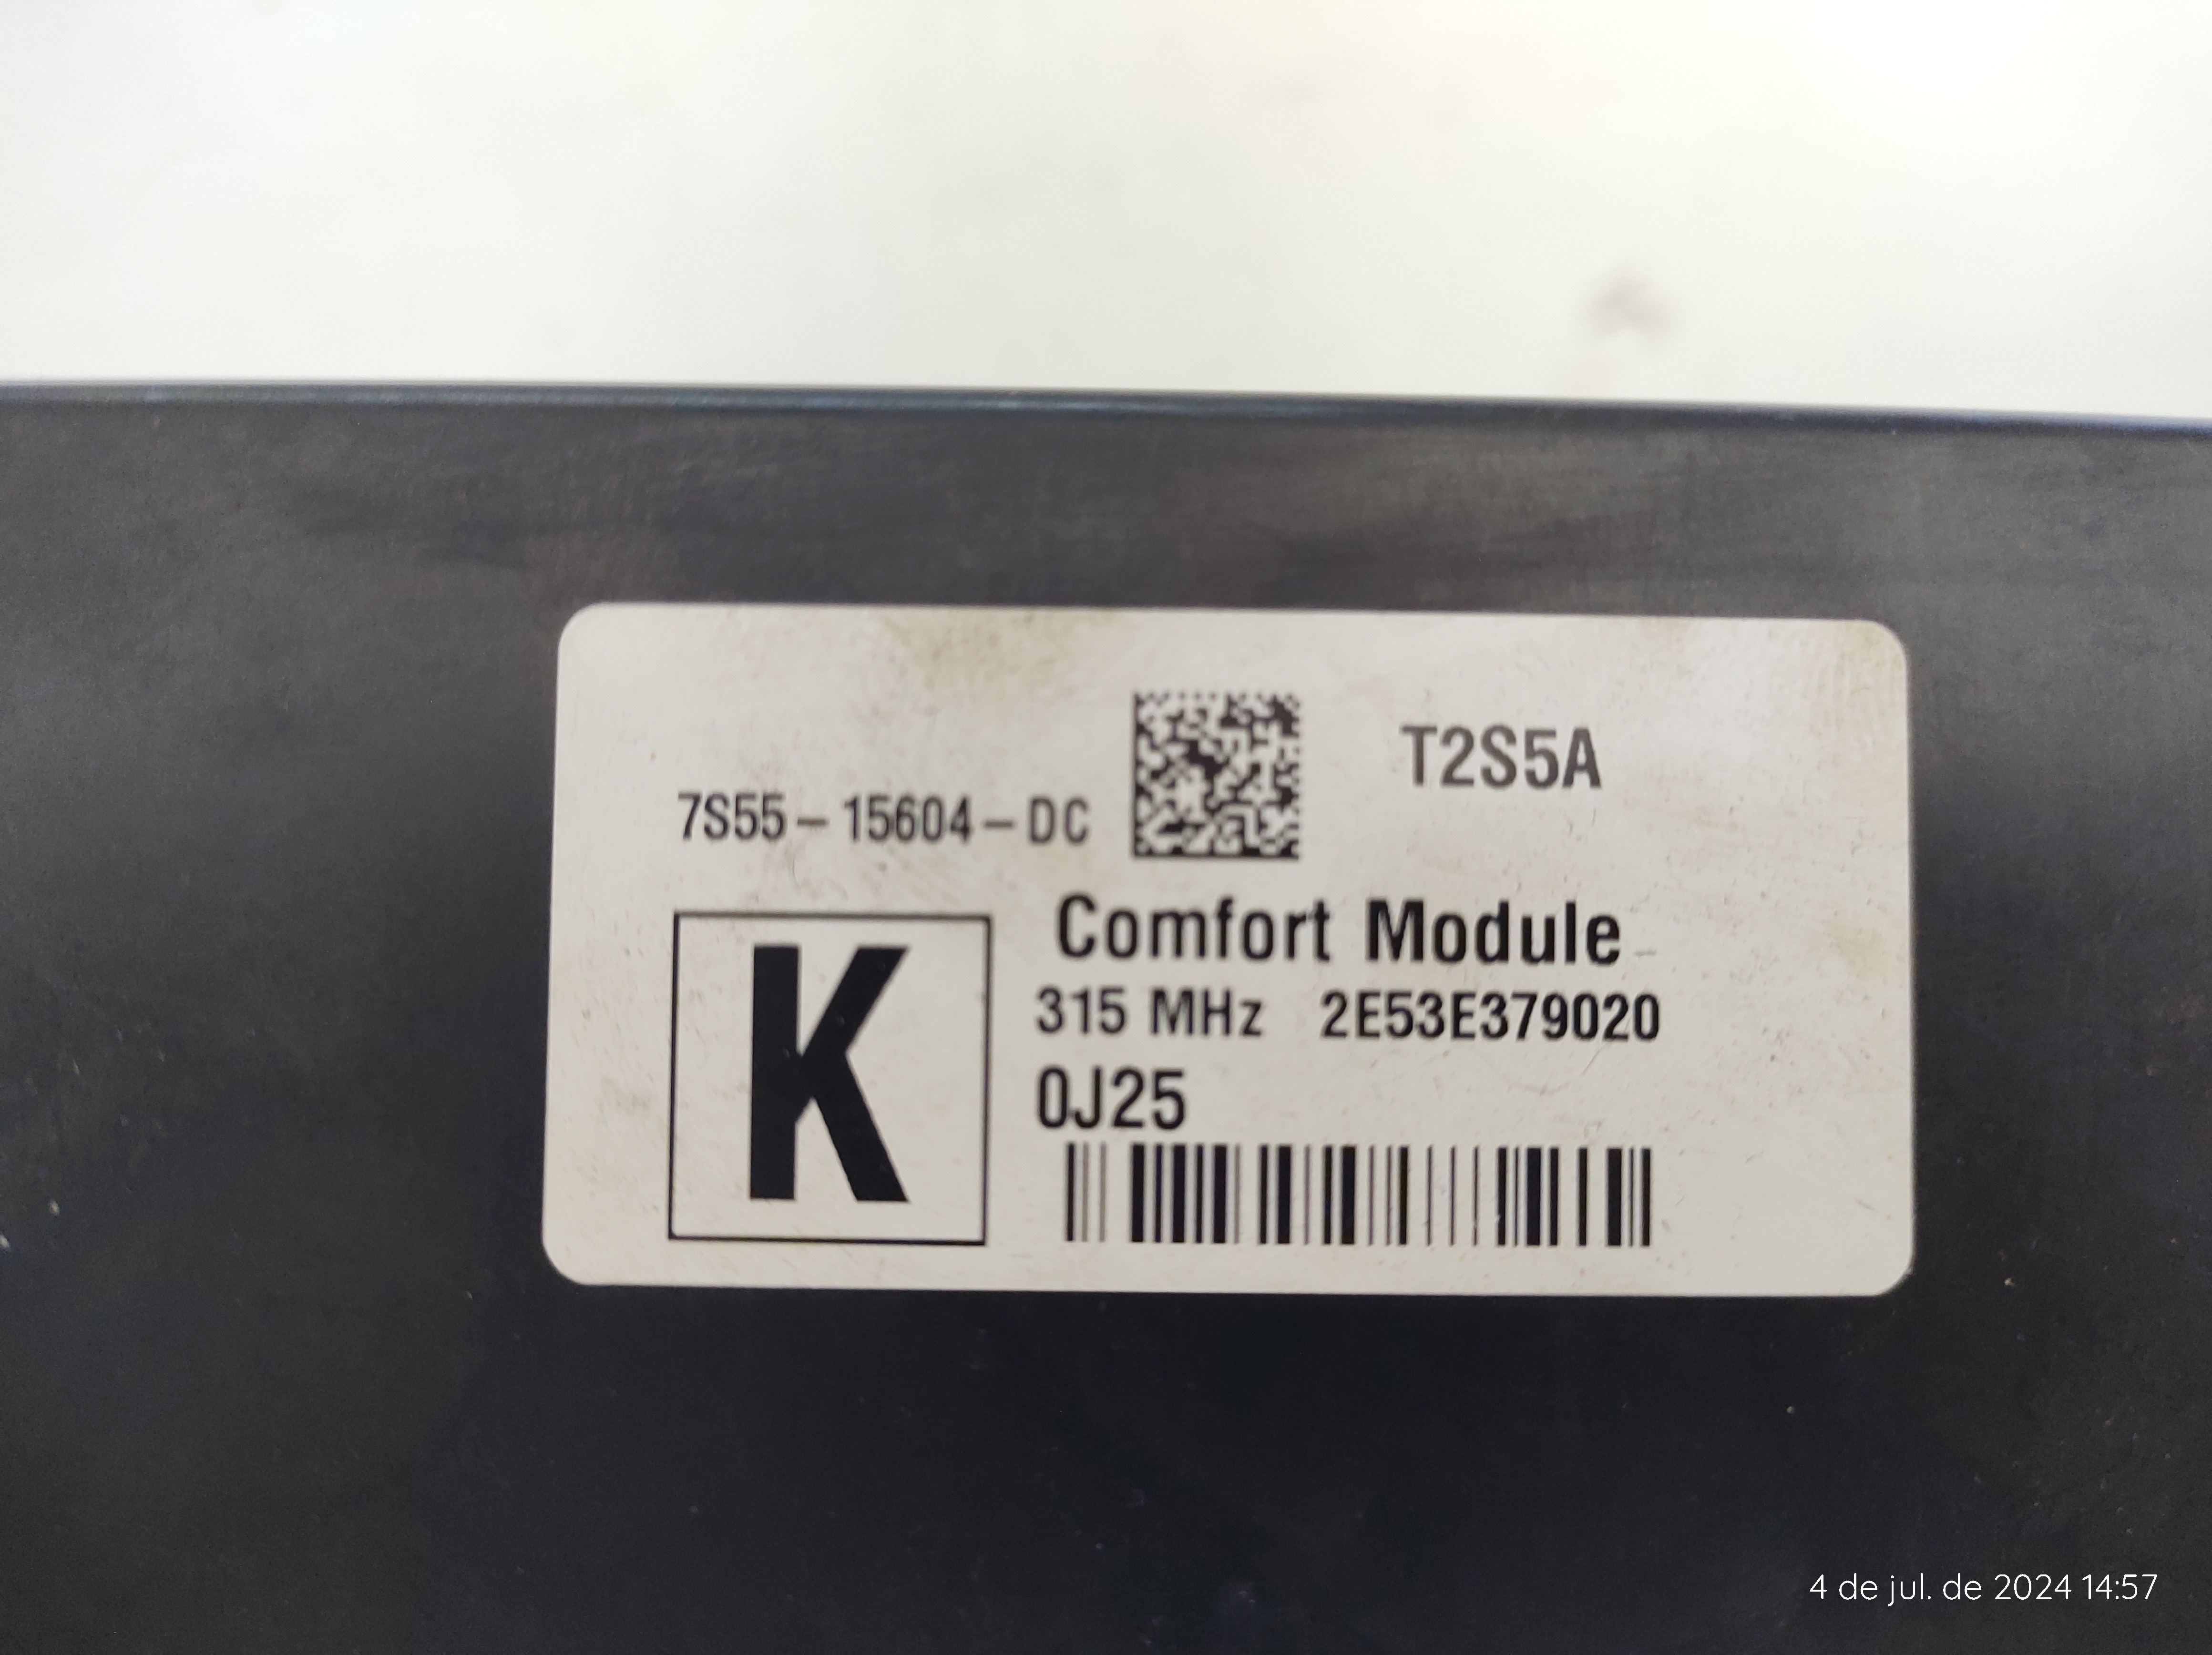 T2S5A
7S55-15604-DC
Comfort Module
315 MHz 2E53E379020
0J25
K
4 de jul. de 2024 14:57